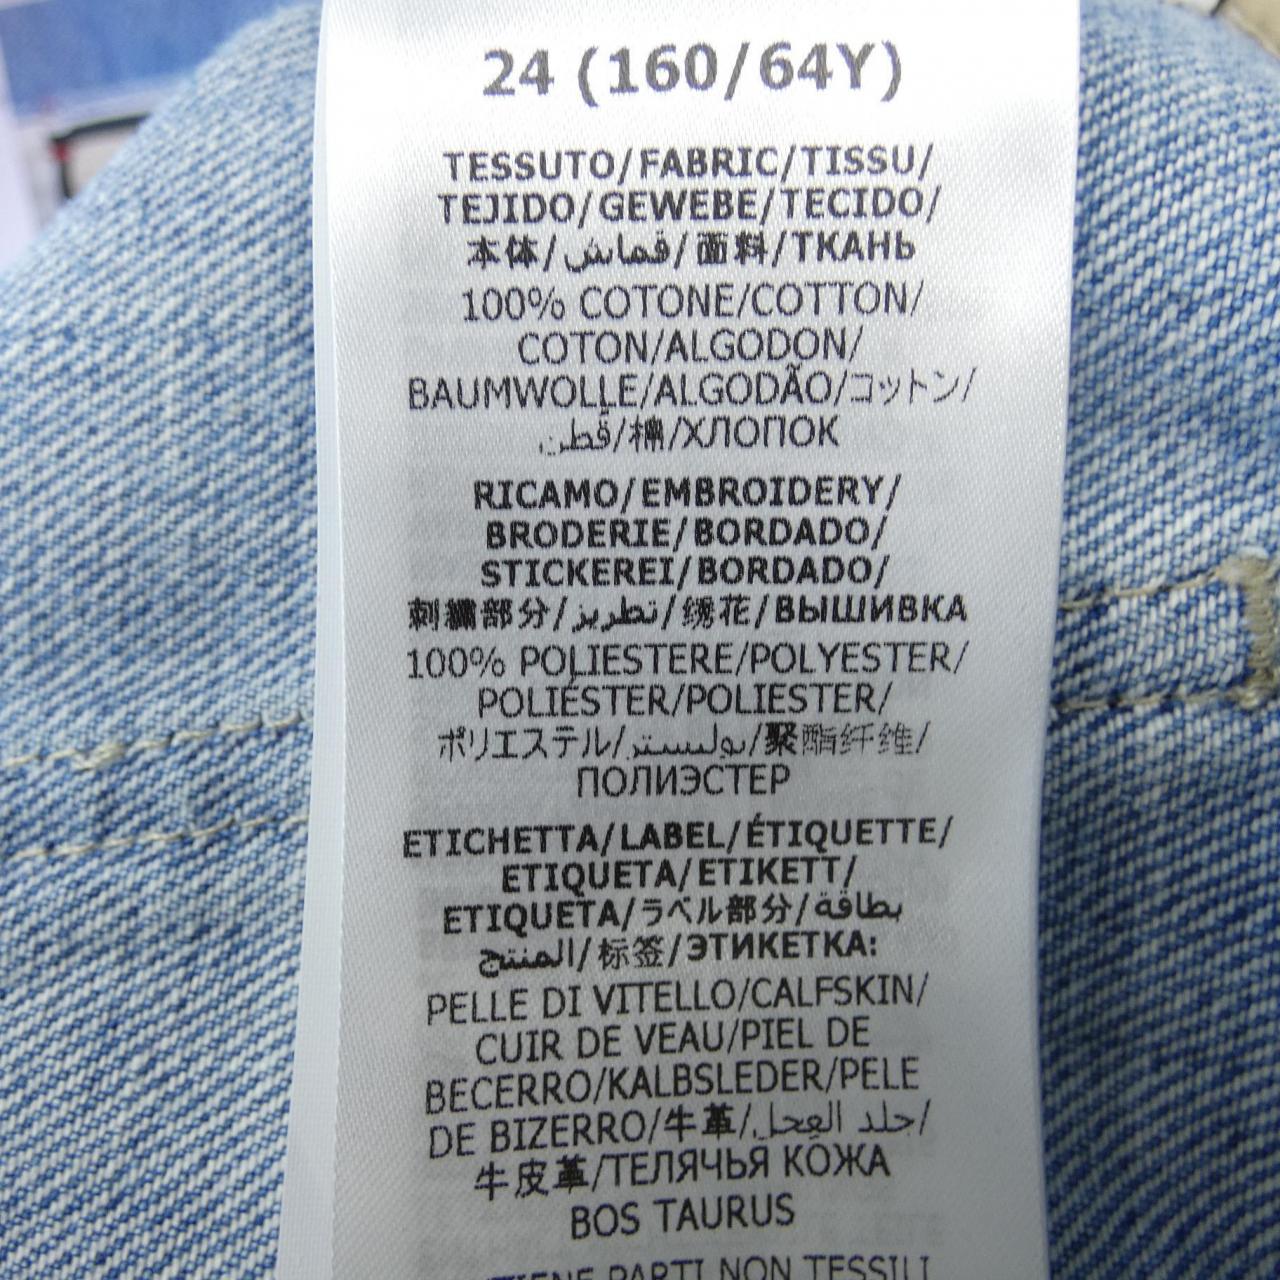 24 (160/64Y)
TESSUTO/FABRIC/TISSU/
TEJIDO/GEWEBE/TECIDO/
本体/قماش/面料/ТКАНЬ
100% COTONE/COTTON/
COTON/ALGODON/
BAUMWOLLE/ALGODÃO/コットン/
قطن/棉/ХЛОПОК
RICAMO/EMBROIDERY/
BRODERIE/BORDADO/
STICKEREI/BORDADO/
刺繍部分/تطريز/绣花/ВЫШИВКА
100% POLIESTERE/POLYESTER/
POLIÉSTER/POLIESTER/
ポリエステル/بوليستر/聚酯纤维/
ПОЛИЭСТЕР
ETICHETTA/LABEL/ÉTIQUETTE/
ETIQUETA/ETIKETT/
ETIQUETA/ラベル部分/بطاقة
المنتج/标签/ЭТИКЕТКА:
PELLE DI VITELLO/CALFSKIN/
CUIR DE VEAU/PIEL DE
BECERRO/KALBSLEDER/PELE
DE BIZERRO/牛革/جلد العجل/
牛皮革/ТЕЛЯЧЬЯ КОЖА
BOS TAURUS
PARTI NON TESSILI